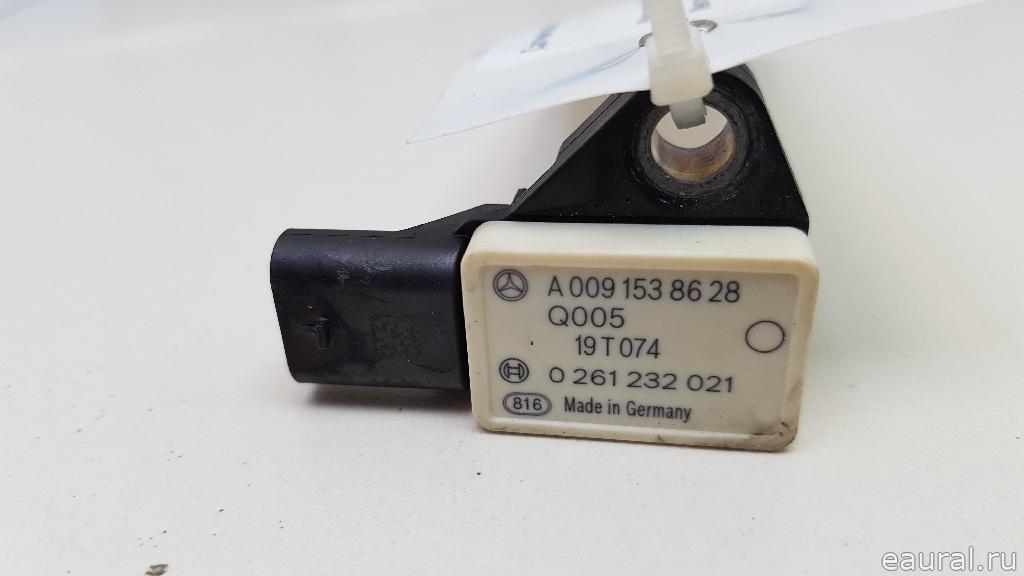 A 009 153 86 28
Q005
19 T 074
0 261 232 021
816 Made in Germany
eaural.ru